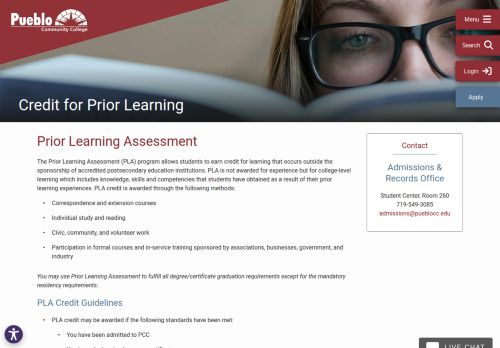 Pueblo
Community College
Menu
Search
Login
Apply
Credit for Prior Learning
Prior Learning Assessment
The Prior Learning Assessment (PLA) program allows students to earn credit for learning that occurs outside the
sponsorship of accredited postsecondary education institutions. PLA is not awarded for experience but for college-
level learning which includes knowledge, skills and competencies that students have obtained as a result of their prior
learning experiences. PLA credit is awarded through the following methods:
Correspondence and extension courses
Individual study and reading
Civic, community, and volunteer work
Participation in formal courses and in-service training sponsored by associations, businesses, government, and
industry
You may use Prior Learning Assessment to fulfill all degree/certificate graduation requirements except for the mandatory
residency requirements.
PLA Credit Guidelines
PLA credit may be awarded if the following standards have been met:
You have been admitted to PCC
Contact
Admissions &
Records Office
Student Center, Room 260
719-549-3085
admissions@pueblocc.edu
LIVE CHAT